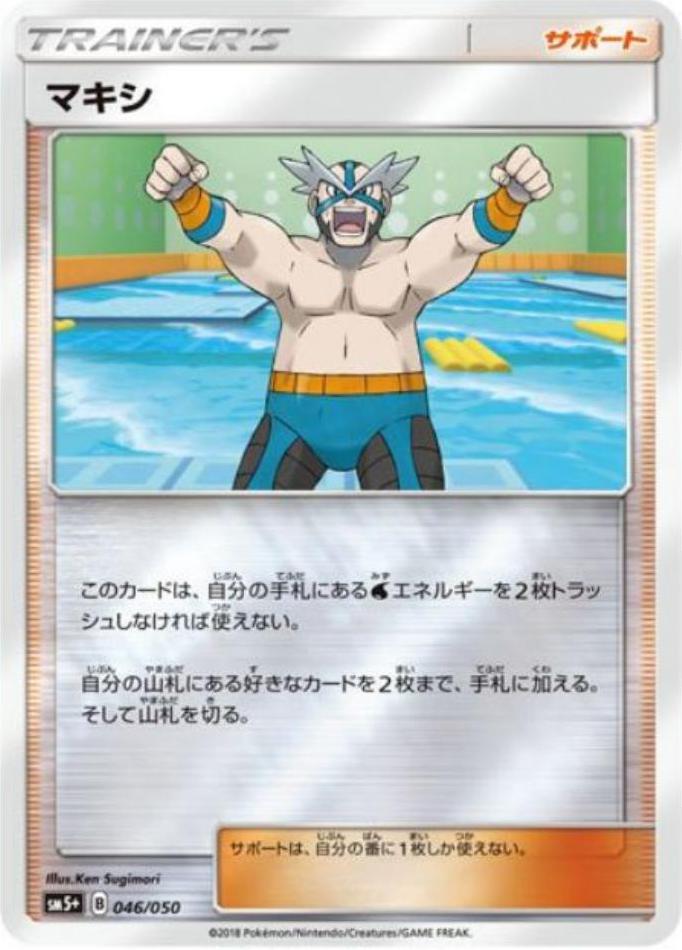 TRAINER'S サポート
マキシ
このカードは、自分の手札にあるエネルギーを2枚トラッ
シュしなければ使えない。
自分の山札にある好きなカードを2枚まで、手札に加える。
そして山札を切る。
サポートは、自分の番に1枚しか使えない。
Illus.Ken Sugimori
SM5+ B 046/050
©2018 Pokémon/Nintendo/Creatures/GAME FREAK.